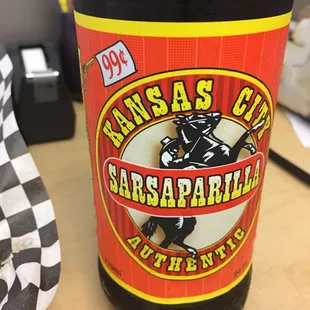 99¢
KANSAS CITY
SARSAPARILLA
AUTHENTIC